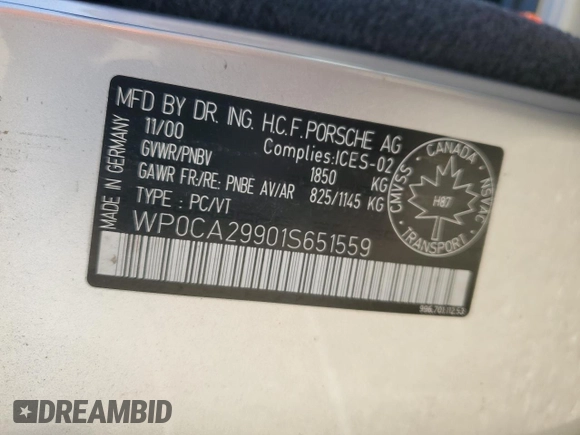 MFD BY DR. ING. H.C.F. PORSCHE AG
11/00 Complies:ICES-02
GVWR/PNBV 1850 KG
GAWR FR/RE: PNBE AV/AR 825/1145 KG
TYPE : PC/VT
WP0CA29901S651559
MADE IN GERMANY
CANADA
CMVSS
NSVAC
H87
TRANSPORT
DREAMBID